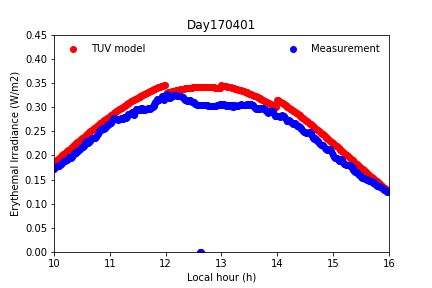 Day170401
0.45
TUV model
Measurement
0.40
0.35
0.30
0.25
0.20
0.15
0.10
0.05
0.00
Erythemal Irradiance (W/m2)
10 11 12 13 14 15 16
Local hour (h)